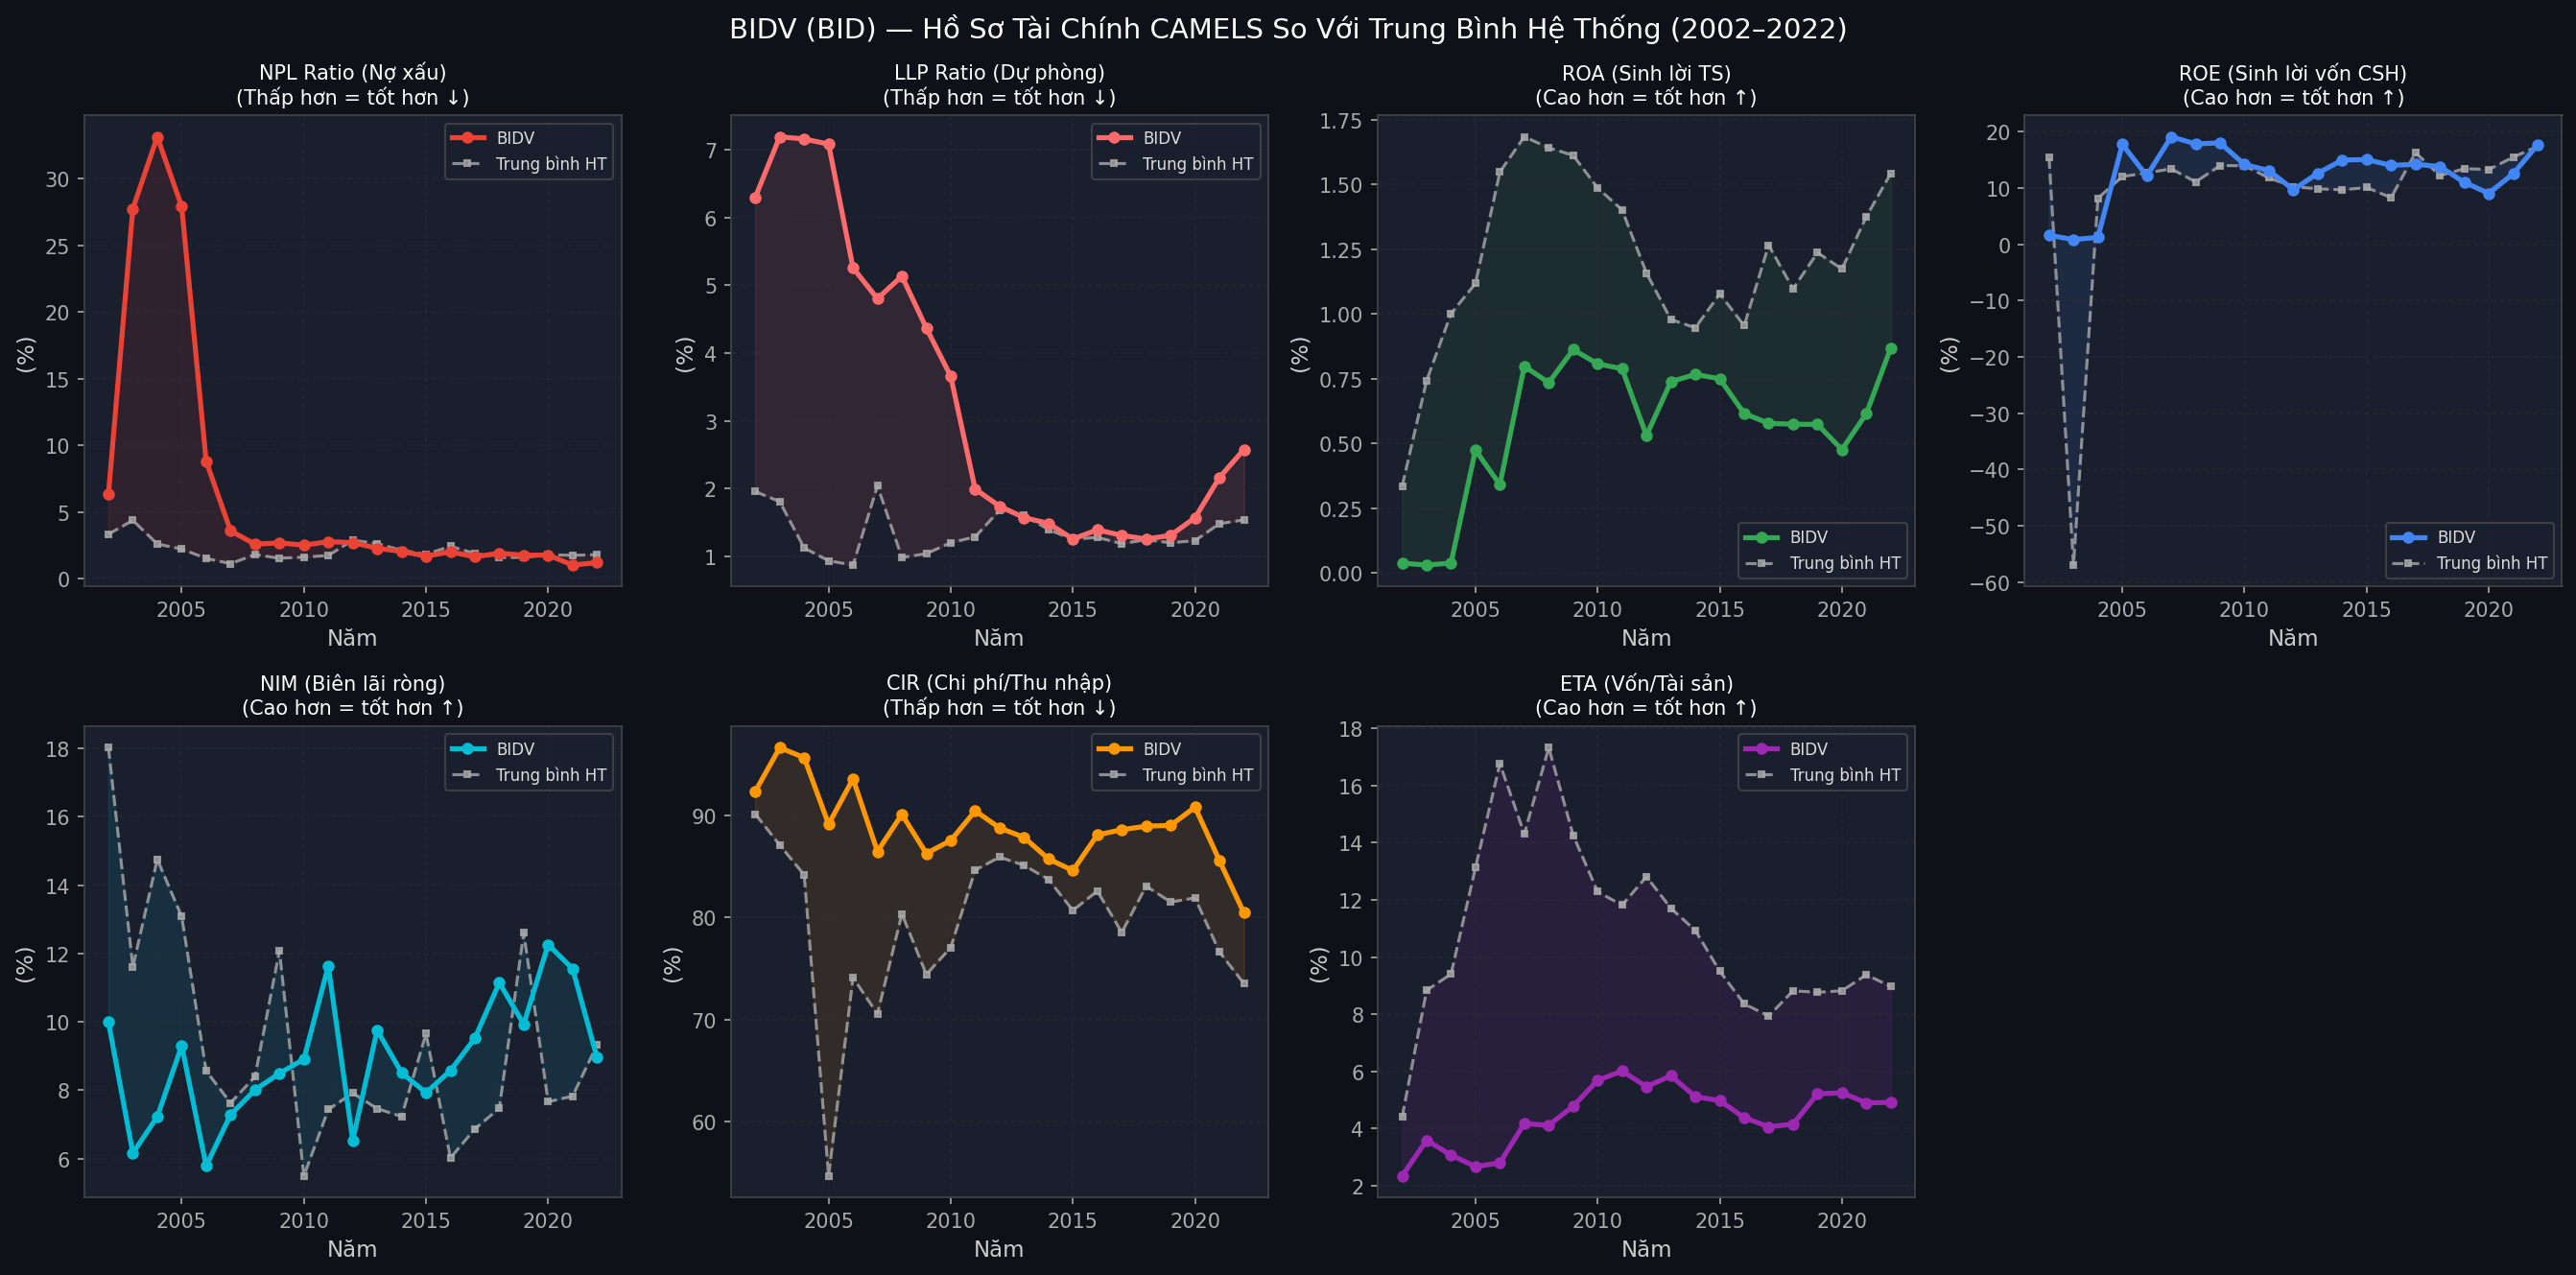 BIDV (BID) — Hồ Sơ Tài Chính CAMELS So Với Trung Bình Hệ Thống (2002–2022)
NPL Ratio (Nợ xấu)
(Thấp hơn = tốt hơn ↓)
(%)
30
25
20
15
10
5
0
2005 2010 2015 2020
Năm
BIDV
Trung bình HT
LLP Ratio (Dự phòng)
(Thấp hơn = tốt hơn ↓)
(%)
7
6
5
4
3
2
1
2005 2010 2015 2020
Năm
BIDV
Trung bình HT
ROA (Sinh lời TS)
(Cao hơn = tốt hơn ↑)
(%)
1.75
1.50
1.25
1.00
0.75
0.50
0.25
0.00
2005 2010 2015 2020
Năm
BIDV
Trung bình HT
ROE (Sinh lời vốn CSH)
(Cao hơn = tốt hơn ↑)
(%)
20
10
0
−10
−20
−30
−40
−50
−60
2005 2010 2015 2020
Năm
BIDV
Trung bình HT
NIM (Biên lãi ròng)
(Cao hơn = tốt hơn ↑)
(%)
18
16
14
12
10
8
6
2005 2010 2015 2020
Năm
BIDV
Trung bình HT
CIR (Chi phí/Thu nhập)
(Thấp hơn = tốt hơn ↓)
(%)
90
80
70
60
2005 2010 2015 2020
Năm
BIDV
Trung bình HT
ETA (Vốn/Tài sản)
(Cao hơn = tốt hơn ↑)
(%)
18
16
14
12
10
8
6
4
2
2005 2010 2015 2020
Năm
BIDV
Trung bình HT